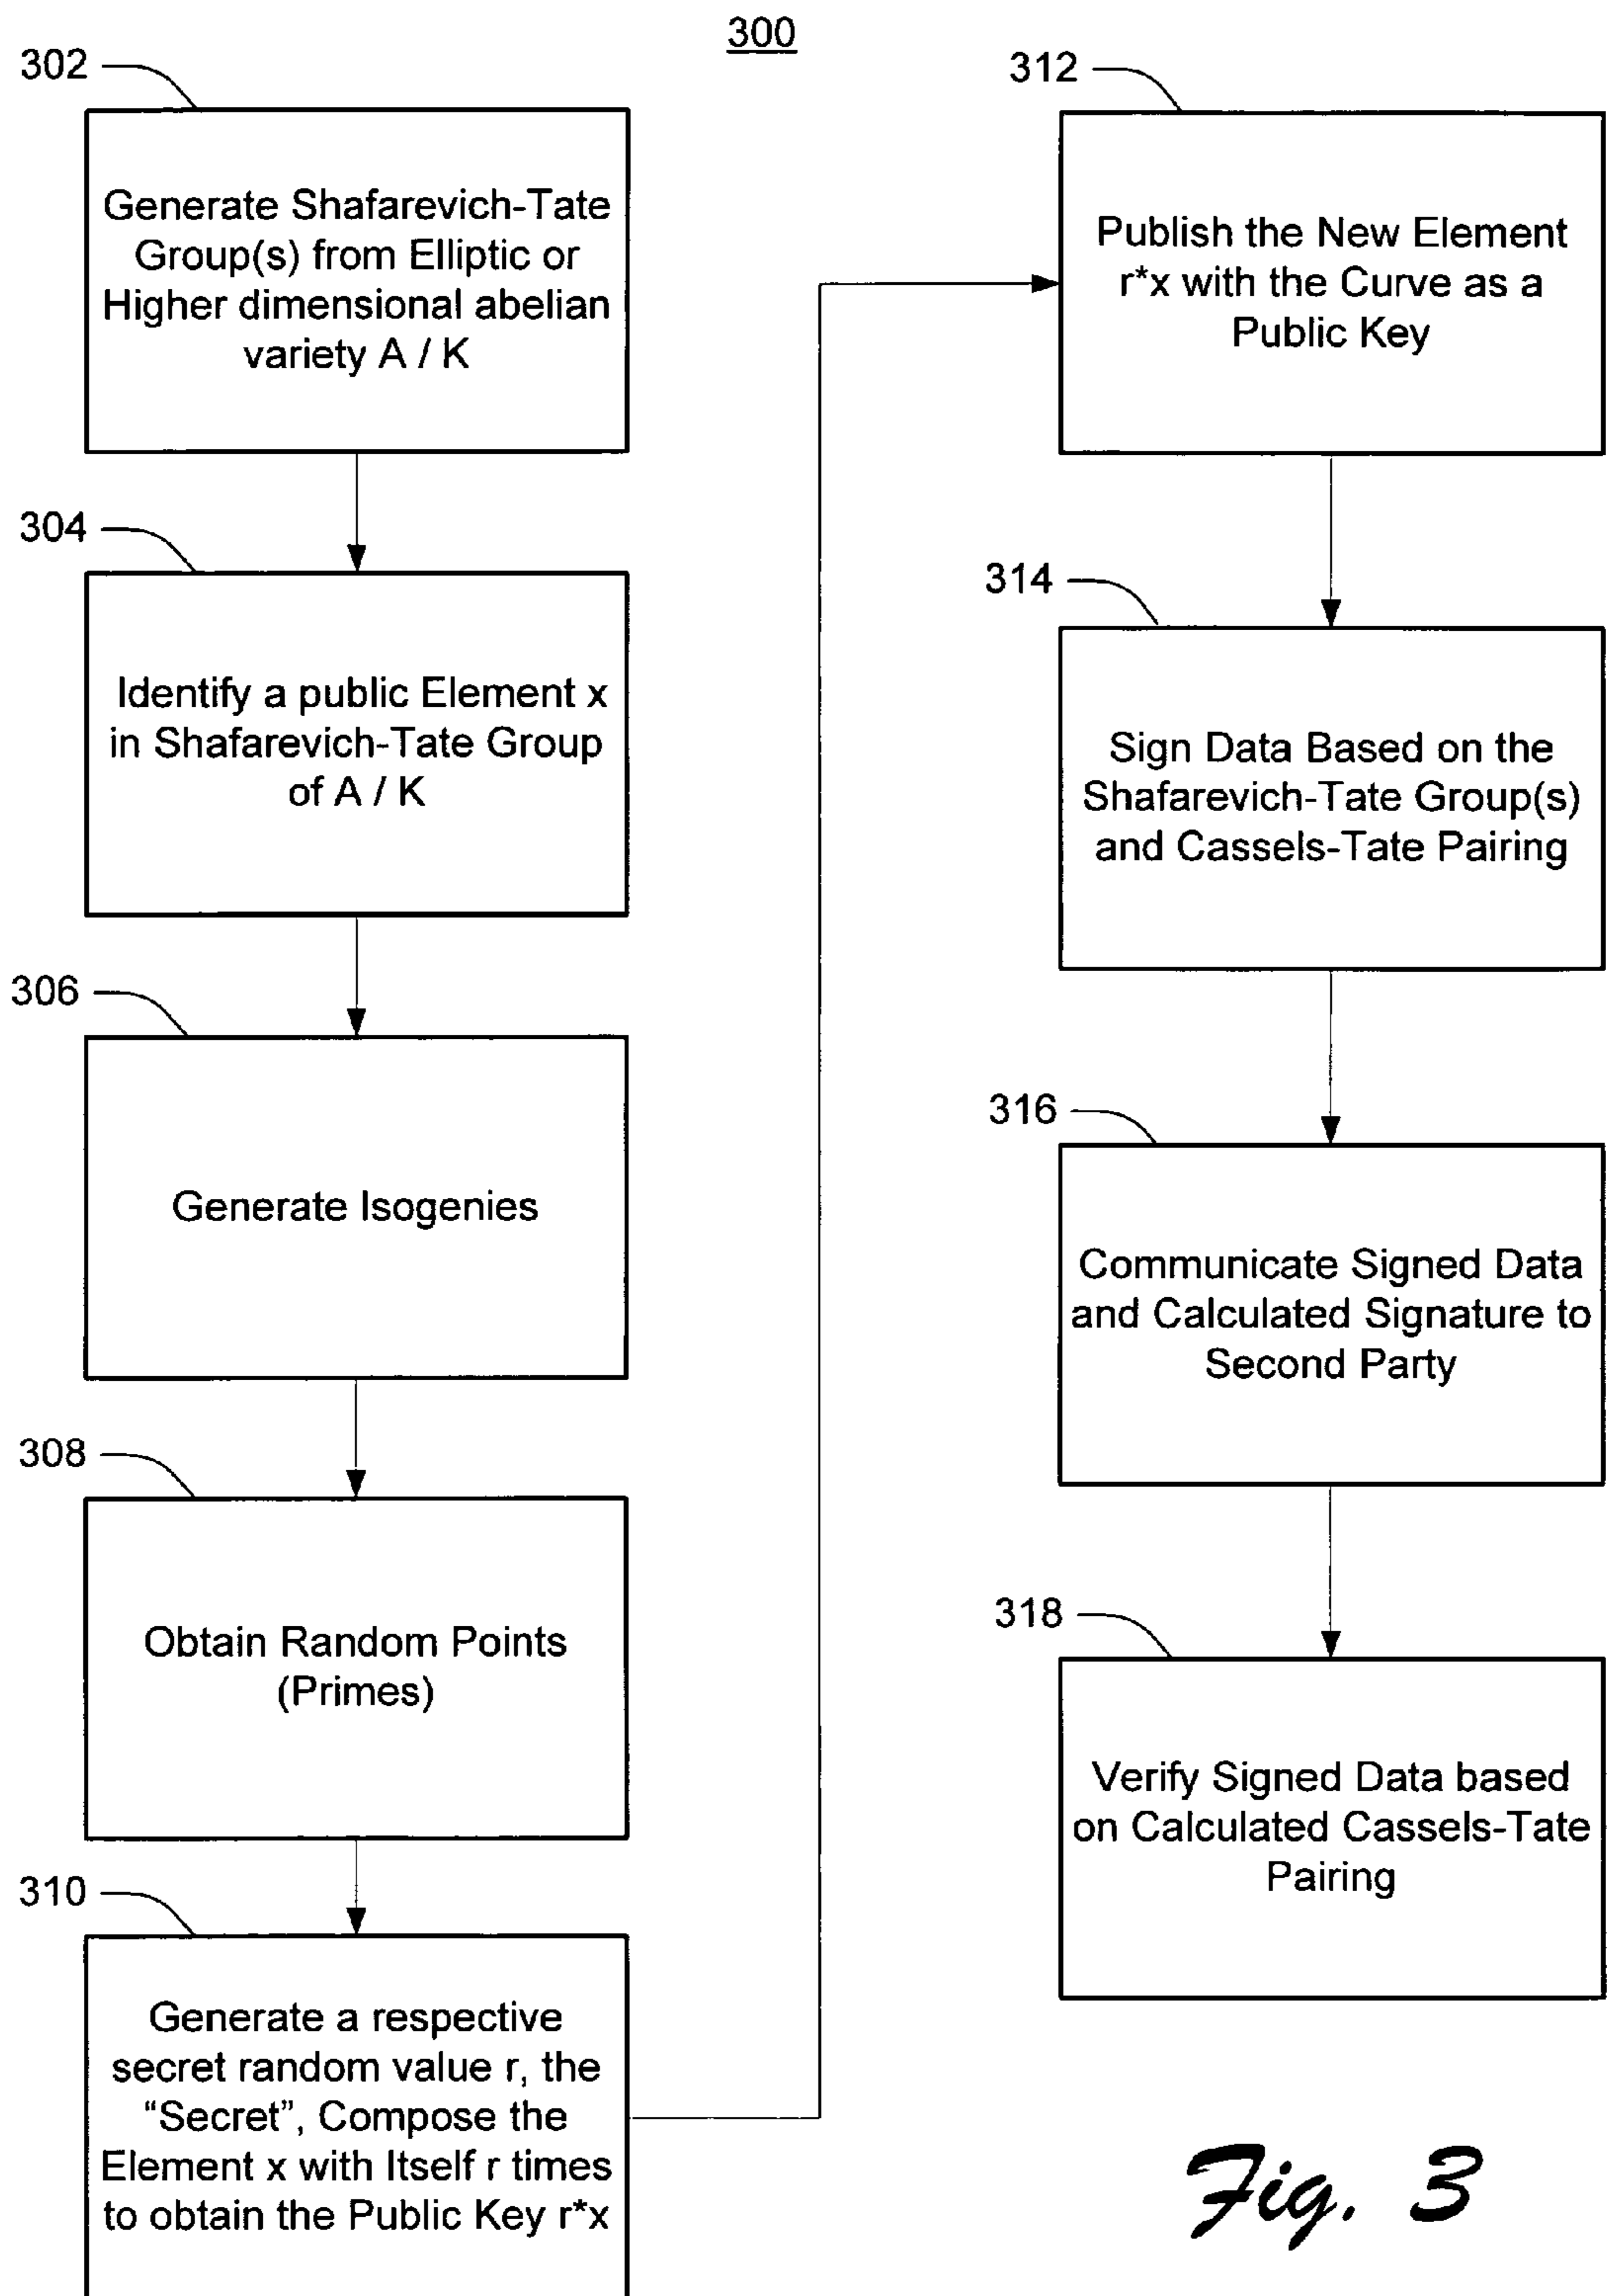 300
302
Generate Shafarevich-Tate
Group(s) from Elliptic or
Higher dimensional abelian
variety A / K
304
Identify a public Element x
in Shafarevich-Tate Group
of A / K
306
Generate Isogenies
308
Obtain Random Points
(Primes)
310
Generate a respective
secret random value r, the
“Secret”, Compose the
Element x with Itself r times
to obtain the Public Key r*x
312
Publish the New Element
r*x with the Curve as a
Public Key
314
Sign Data Based on the
Shafarevich-Tate Group(s)
and Cassels-Tate Pairing
316
Communicate Signed Data
and Calculated Signature to
Second Party
318
Verify Signed Data based
on Calculated Cassels-Tate
Pairing
Fig. 3